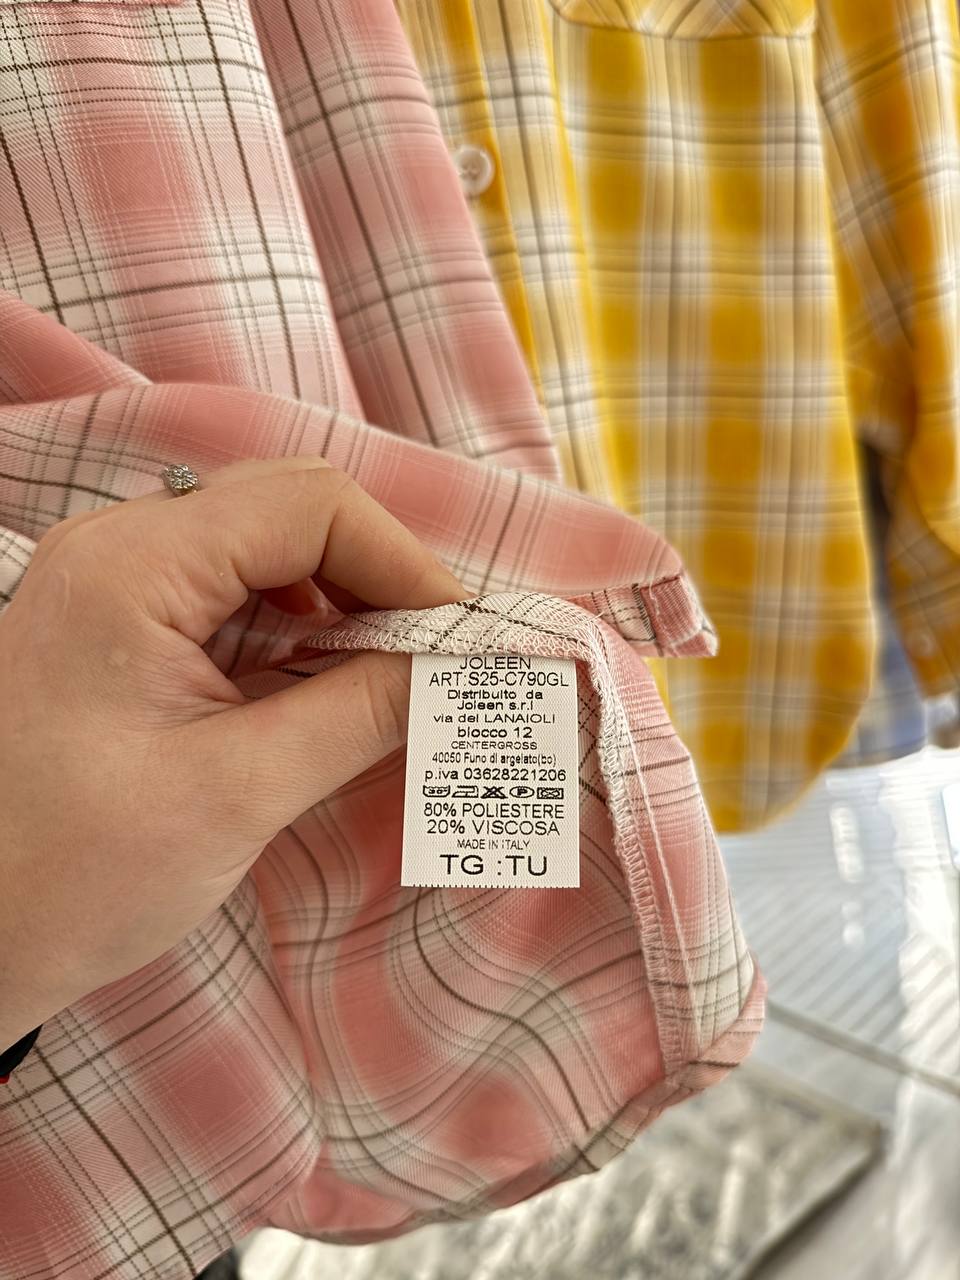 JOLEEN
ART:S25-C790GL
Distribuito da
Joleen s.r.l
via dei LANAIOLI
blocco 12
CENTERGROSS
40050 Funo di argelato(bo)
p.iva 03628221206
80% POLIESTERE
20% VISCOSA
MADE IN ITALY
TG :TU